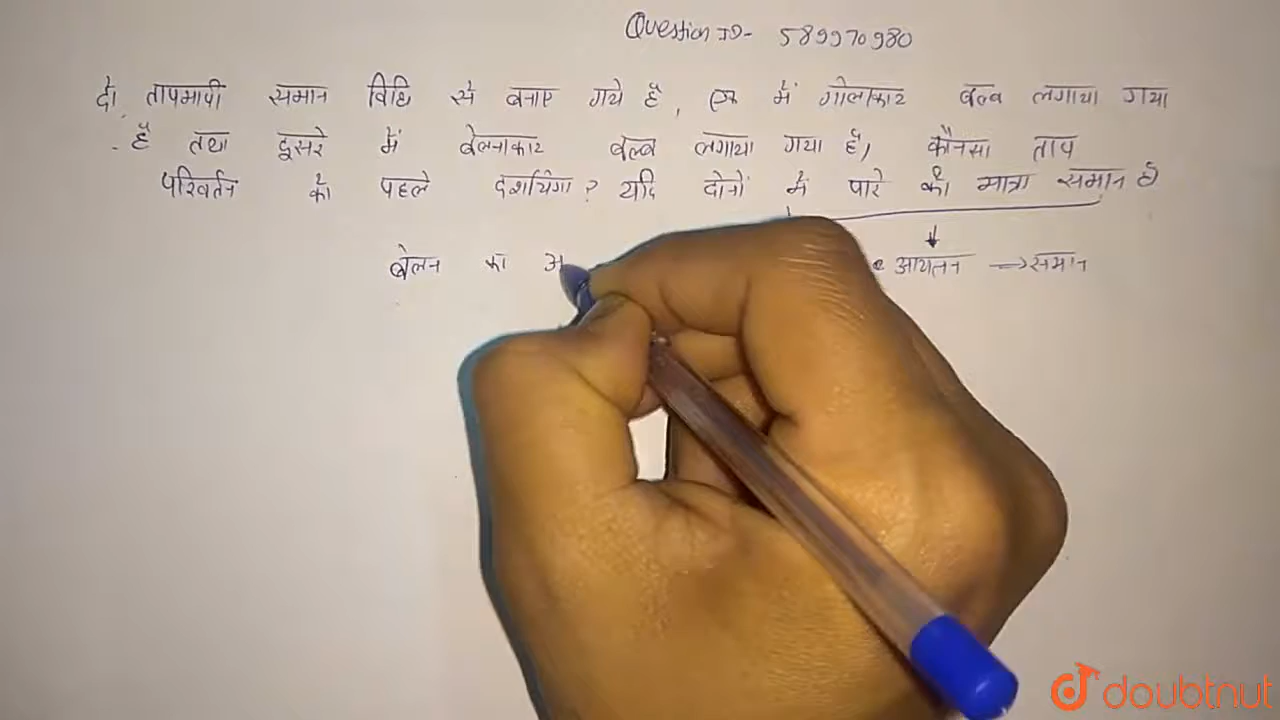 Question ID- 589970980
दो तापमापी समान विधि से बनाए गये है, एक में गोलाकार बल्ब लगाया गया
है तथा दूसरे में बेलनाकार बल्ब लगाया गया है, कौनसा ताप
परिवर्तन को पहले दर्शायेगा? यदि दोनों में पारे की मात्रा समान है
बेलन का अ आयतन => समान
doubtnut